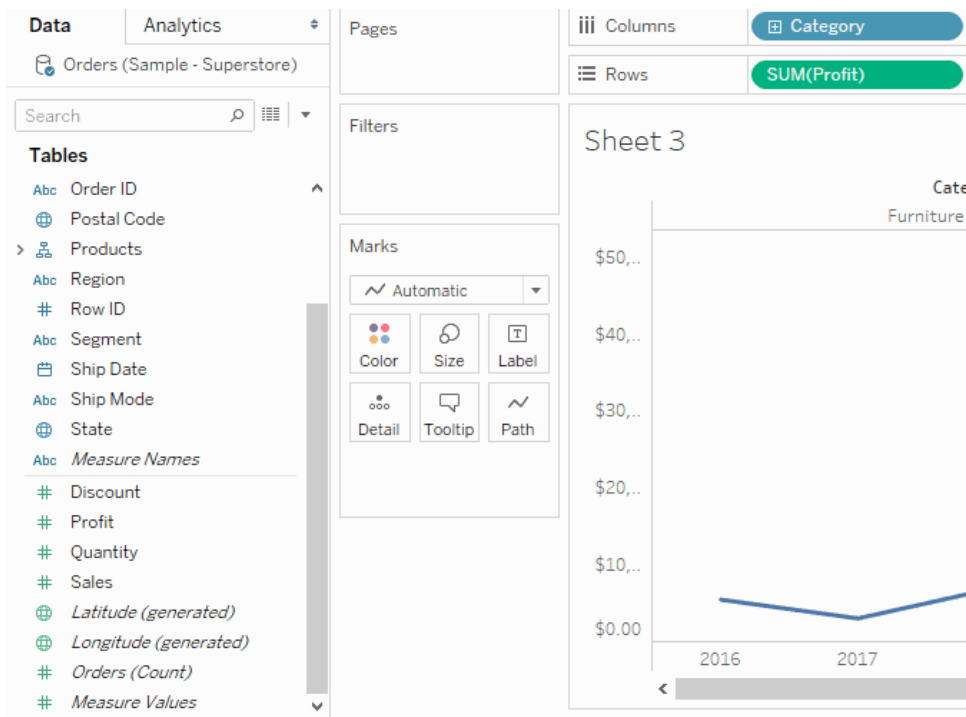 Data
Analytics
Orders (Sample - Superstore)
Search
Tables
Abc Order ID
Postal Code
Products
Abc Region
# Row ID
Abc Segment
Ship Date
Abc Ship Mode
State
Abc Measure Names
# Discount
# Profit
# Quantity
# Sales
Latitude (generated)
Longitude (generated)
# Orders (Count)
# Measure Values
Pages
Filters
Marks
Automatic
Color Size Label
T
Detail Tooltip Path
Columns
Category
Rows
SUM(Profit)
Sheet 3
Cate
Furniture
$50,..
$40,..
$30,..
$20,..
$10,..
$0.00
2016 2017